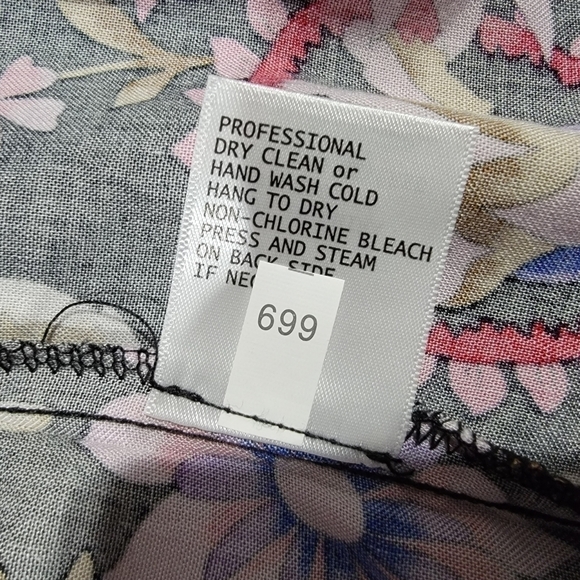 PROFESSIONAL
DRY CLEAN or
HAND WASH COLD
HANG TO DRY
NON-CHLORINE BLEACH
PRESS AND STEAM
ON BACK SIDE
IF
699